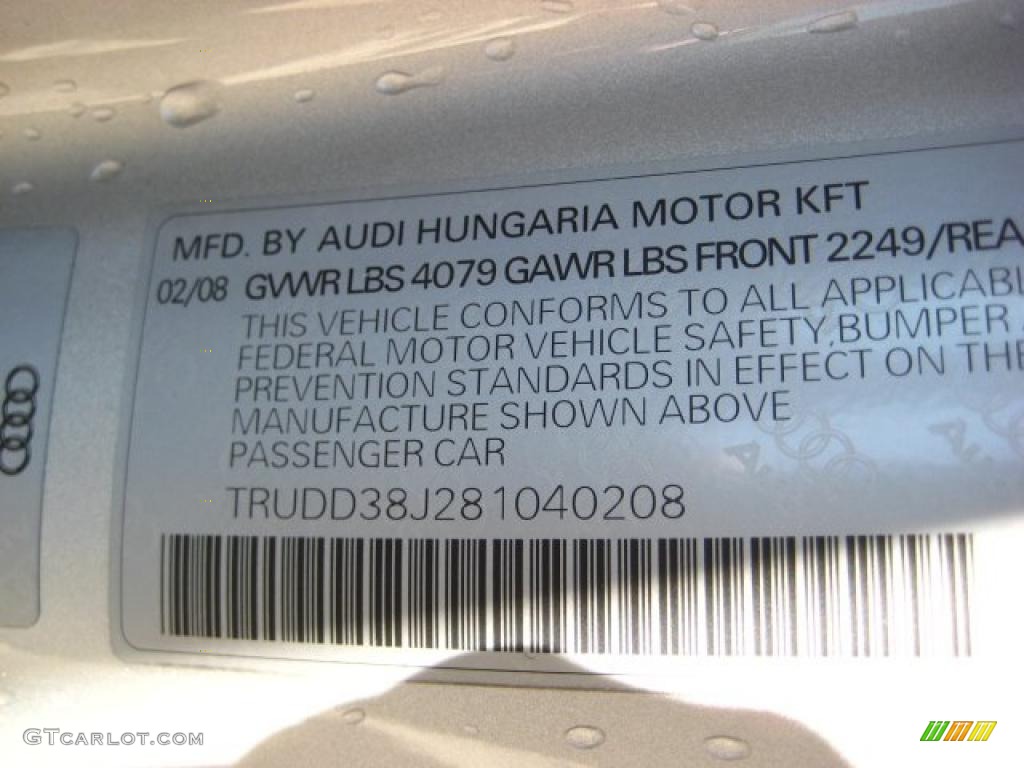 MFD. BY AUDI HUNGARIA MOTOR KFT
02/08 GVWR LBS 4079 GAWR LBS FRONT 2249/REA
THIS VEHICLE CONFORMS TO ALL APPLICABL
FEDERAL MOTOR VEHICLE SAFETY,BUMPER
PREVENTION STANDARDS IN EFFECT ON THE
MANUFACTURE SHOWN ABOVE
PASSENGER CAR
TRUDD38J281040208
GTCARLOT.COM